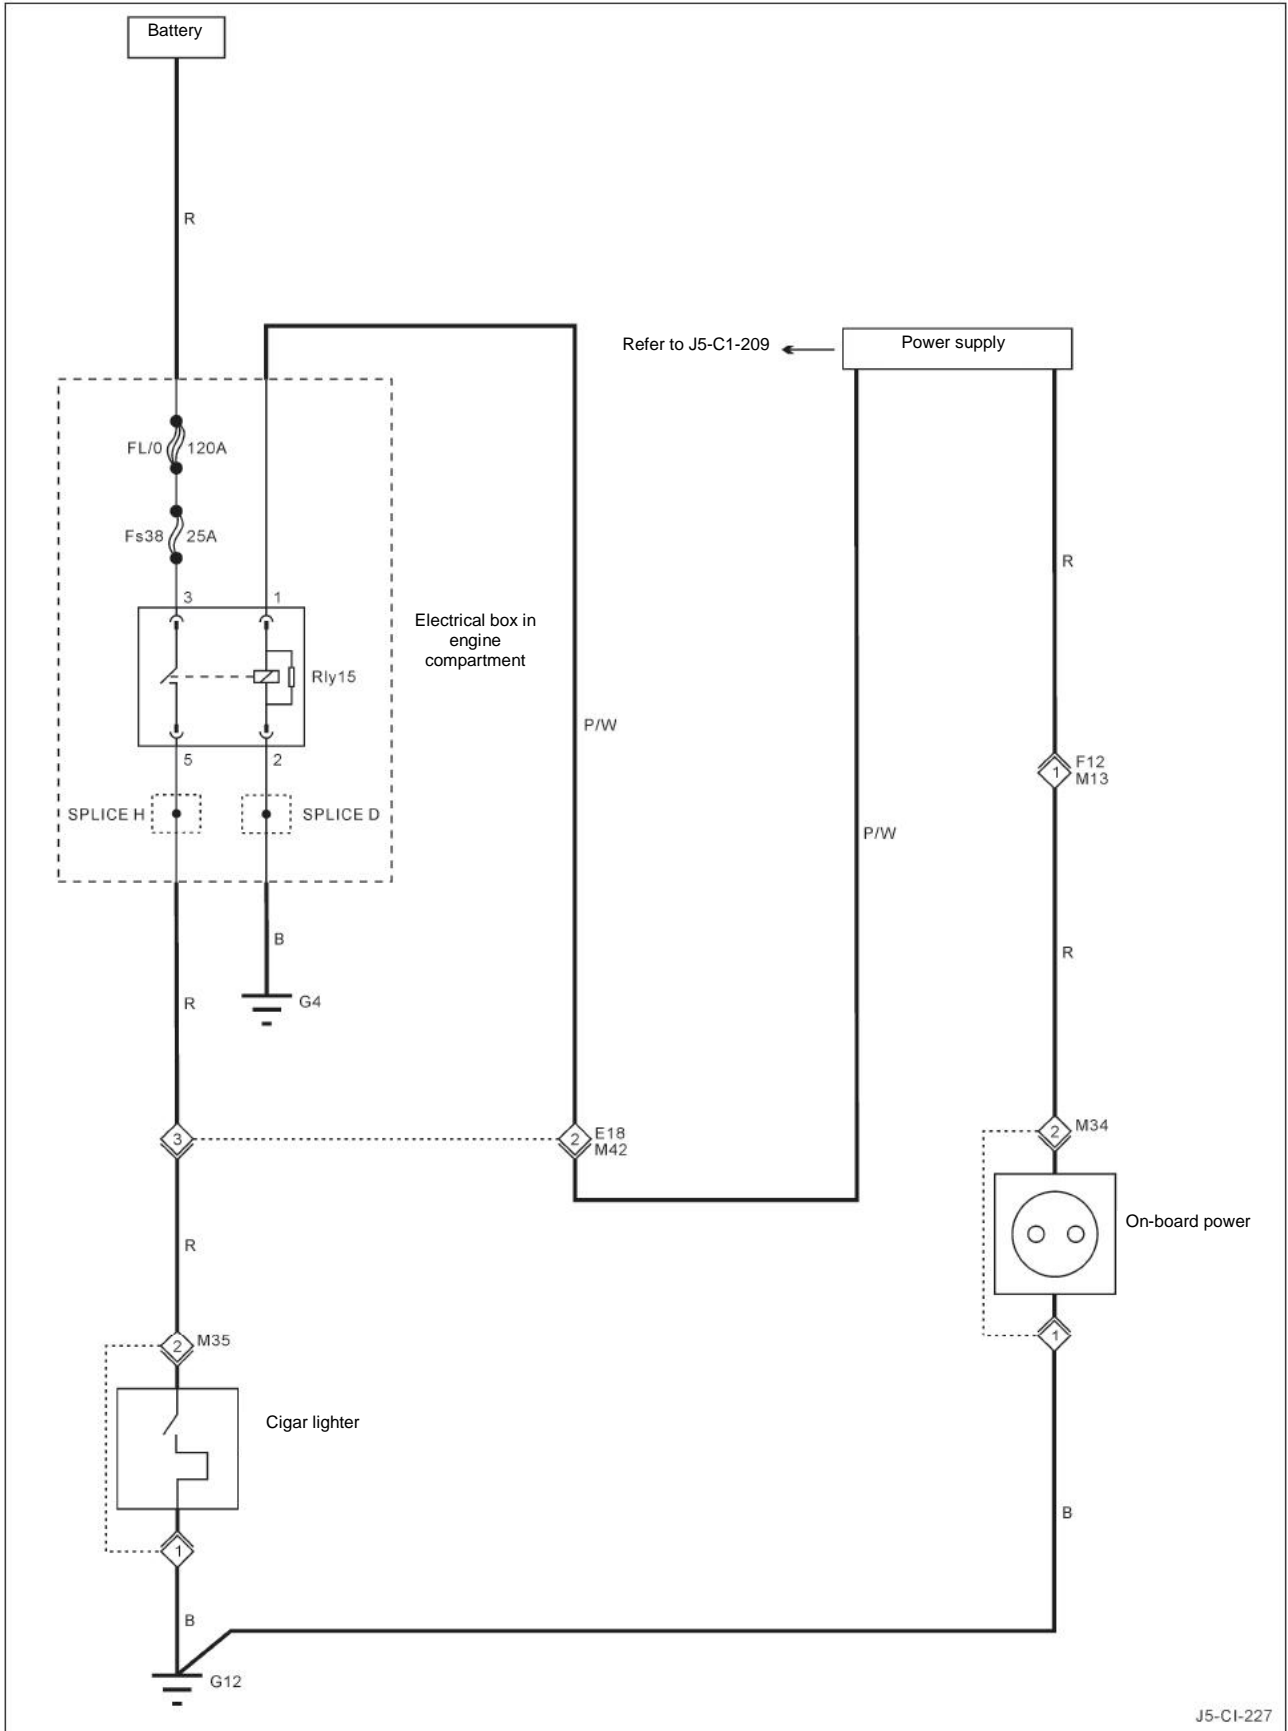 Battery
R
Refer to J5-C1-209
Power supply
FL/0 120A
Fs38 25A
R
3 1
Electrical box in
engine
compartment
Rly15
P/W
5 2
F12
1
M13
SPLICE H
SPLICE D
P/W
B
R
R
G4
3
2
E18
M42
2
M34
On-board power
R
2
M35
1
Cigar lighter
B
1
B
G12
J5-CI-227